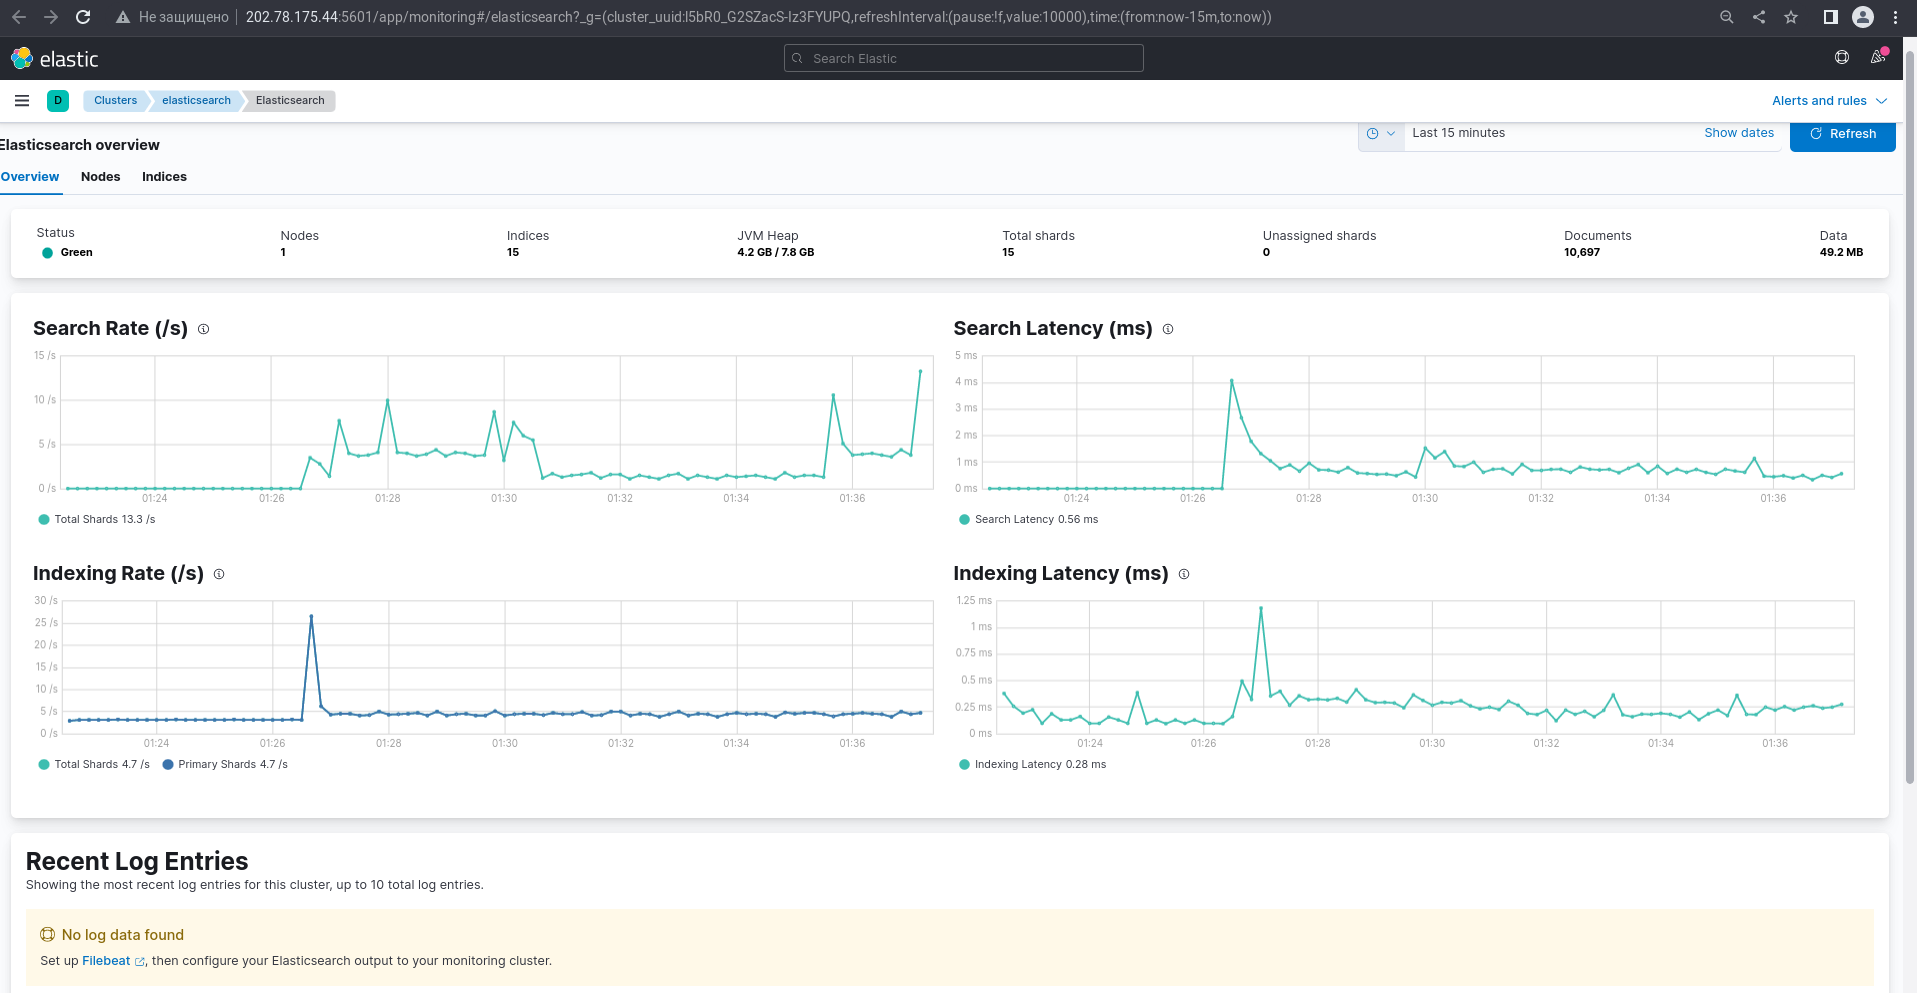 Не защищено 202.78.175.44:5601/app/monitoring#/elasticsearch?_g=(cluster_uuid:l5bR0_G2SZacS-Iz3FYUPQ,refreshInterval:(pause:!f,value:10000),time:(from:now-15m,to:now))
elastic
Search Elastic
D Clusters elasticsearch Elasticsearch
Alerts and rules
Elasticsearch overview
Last 15 minutes Show dates Refresh
Overview Nodes Indices
Status Nodes Indices JVM Heap Total shards Unassigned shards Documents Data
Green 1 15 4.2 GB / 7.8 GB 15 0 10,697 49.2 MB
Search Rate (/s)
15 /s
10 /s
5 /s
0 /s
01:24 01:26 01:28 01:30 01:32 01:34 01:36
Total Shards 13.3 /s
Search Latency (ms)
5 ms
4 ms
3 ms
2 ms
1 ms
0 ms
01:24 01:26 01:28 01:30 01:32 01:34 01:36
Search Latency 0.56 ms
Indexing Rate (/s)
30 /s
25 /s
20 /s
15 /s
10 /s
5 /s
0 /s
01:24 01:26 01:28 01:30 01:32 01:34 01:36
Total Shards 4.7 /s Primary Shards 4.7 /s
Indexing Latency (ms)
1.25 ms
1 ms
0.75 ms
0.5 ms
0.25 ms
0 ms
01:24 01:26 01:28 01:30 01:32 01:34 01:36
Indexing Latency 0.28 ms
Recent Log Entries
Showing the most recent log entries for this cluster, up to 10 total log entries.
No log data found
Set up Filebeat, then configure your Elasticsearch output to your monitoring cluster.